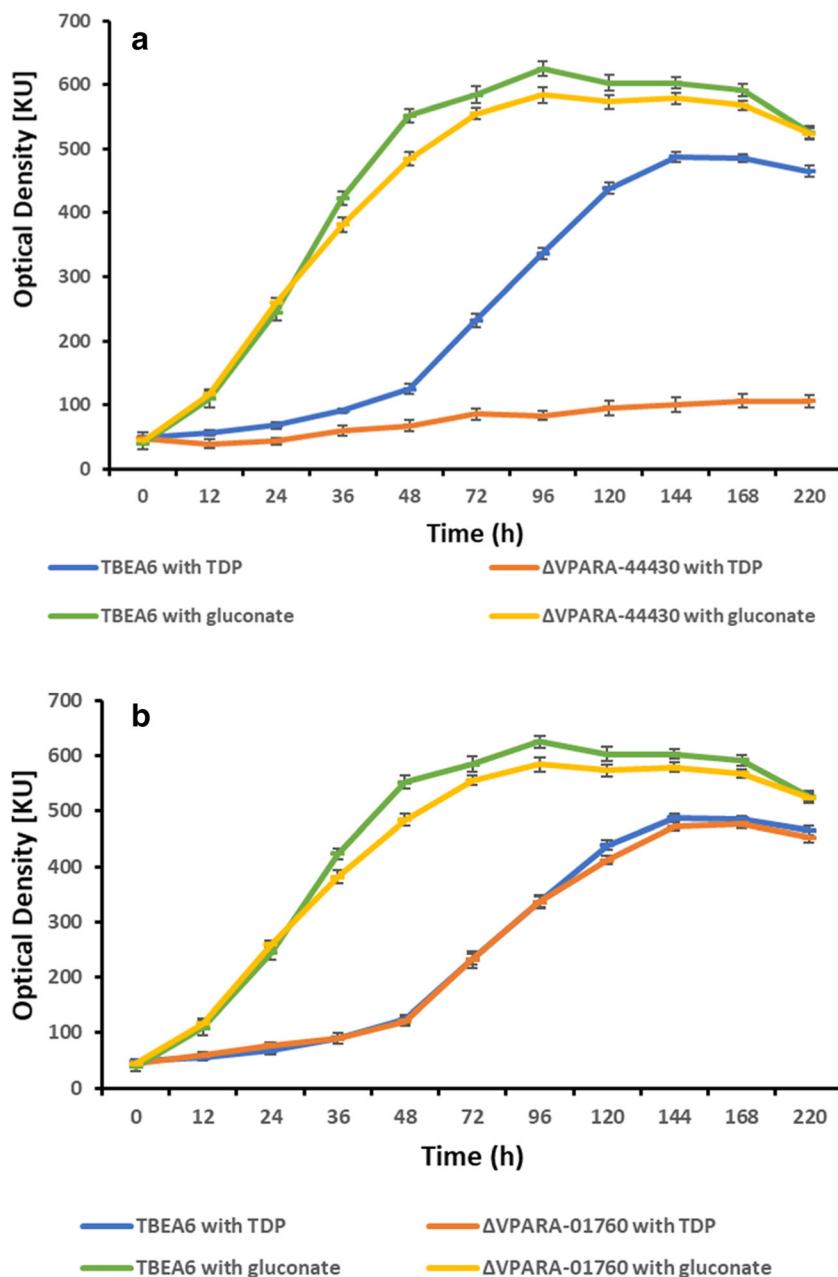 a
700
600
500
400
300
200
100
0
Optical Density [KU]
0 12 24 36 48 72 96 120 144 168 220
Time (h)
TBEA6 with TDP ΔVPARA-44430 with TDP
TBEA6 with gluconate ΔVPARA-44430 with gluconate
b
700
600
500
400
300
200
100
0
Optical Density [KU]
0 12 24 36 48 72 96 120 144 168 220
Time (h)
TBEA6 with TDP ΔVPARA-01760 with TDP
TBEA6 with gluconate ΔVPARA-01760 with gluconate